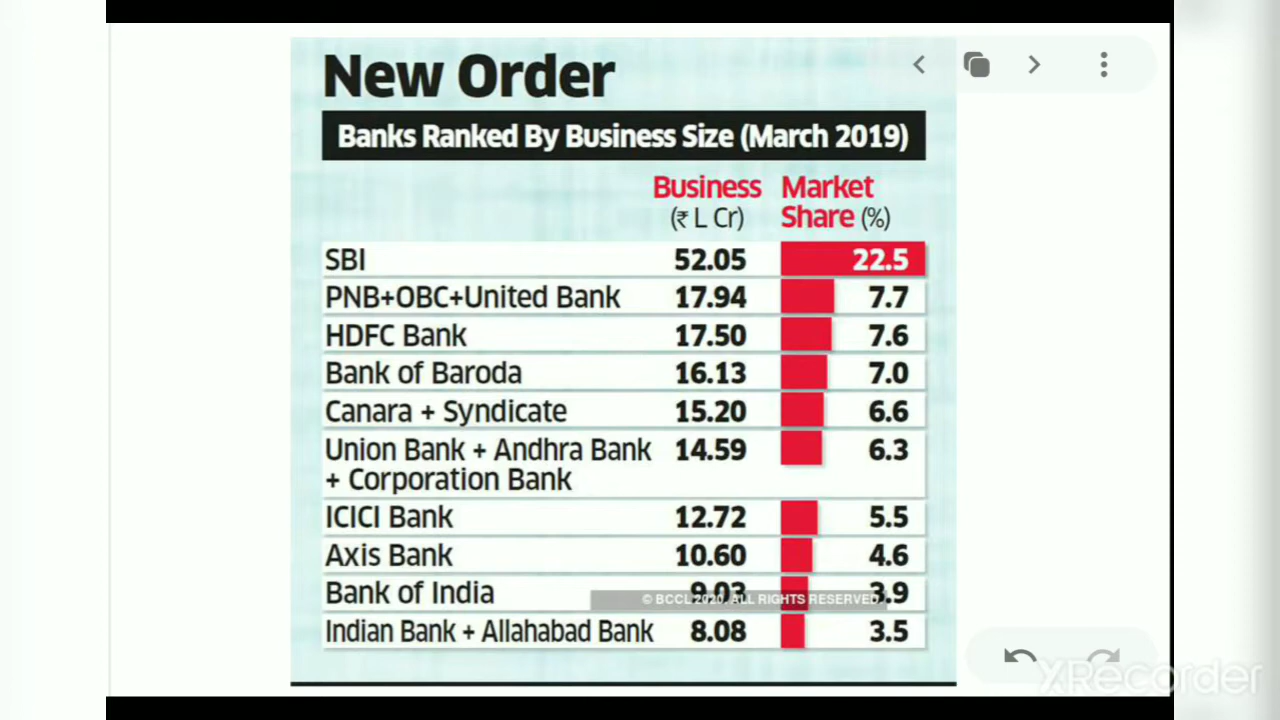 New Order
Banks Ranked By Business Size (March 2019)
Business Market
(₹ L Cr) Share (%)
SBI 52.05 22.5
PNB+OBC+United Bank 17.94 7.7
HDFC Bank 17.50 7.6
Bank of Baroda 16.13 7.0
Canara + Syndicate 15.20 6.6
Union Bank + Andhra Bank 14.59 6.3
+ Corporation Bank
ICICI Bank 12.72 5.5
Axis Bank 10.60 4.6
Bank of India 9.03 3.9
© BCCL 2020. ALL RIGHTS RESERVED.
Indian Bank + Allahabad Bank 8.08 3.5
XRecorder